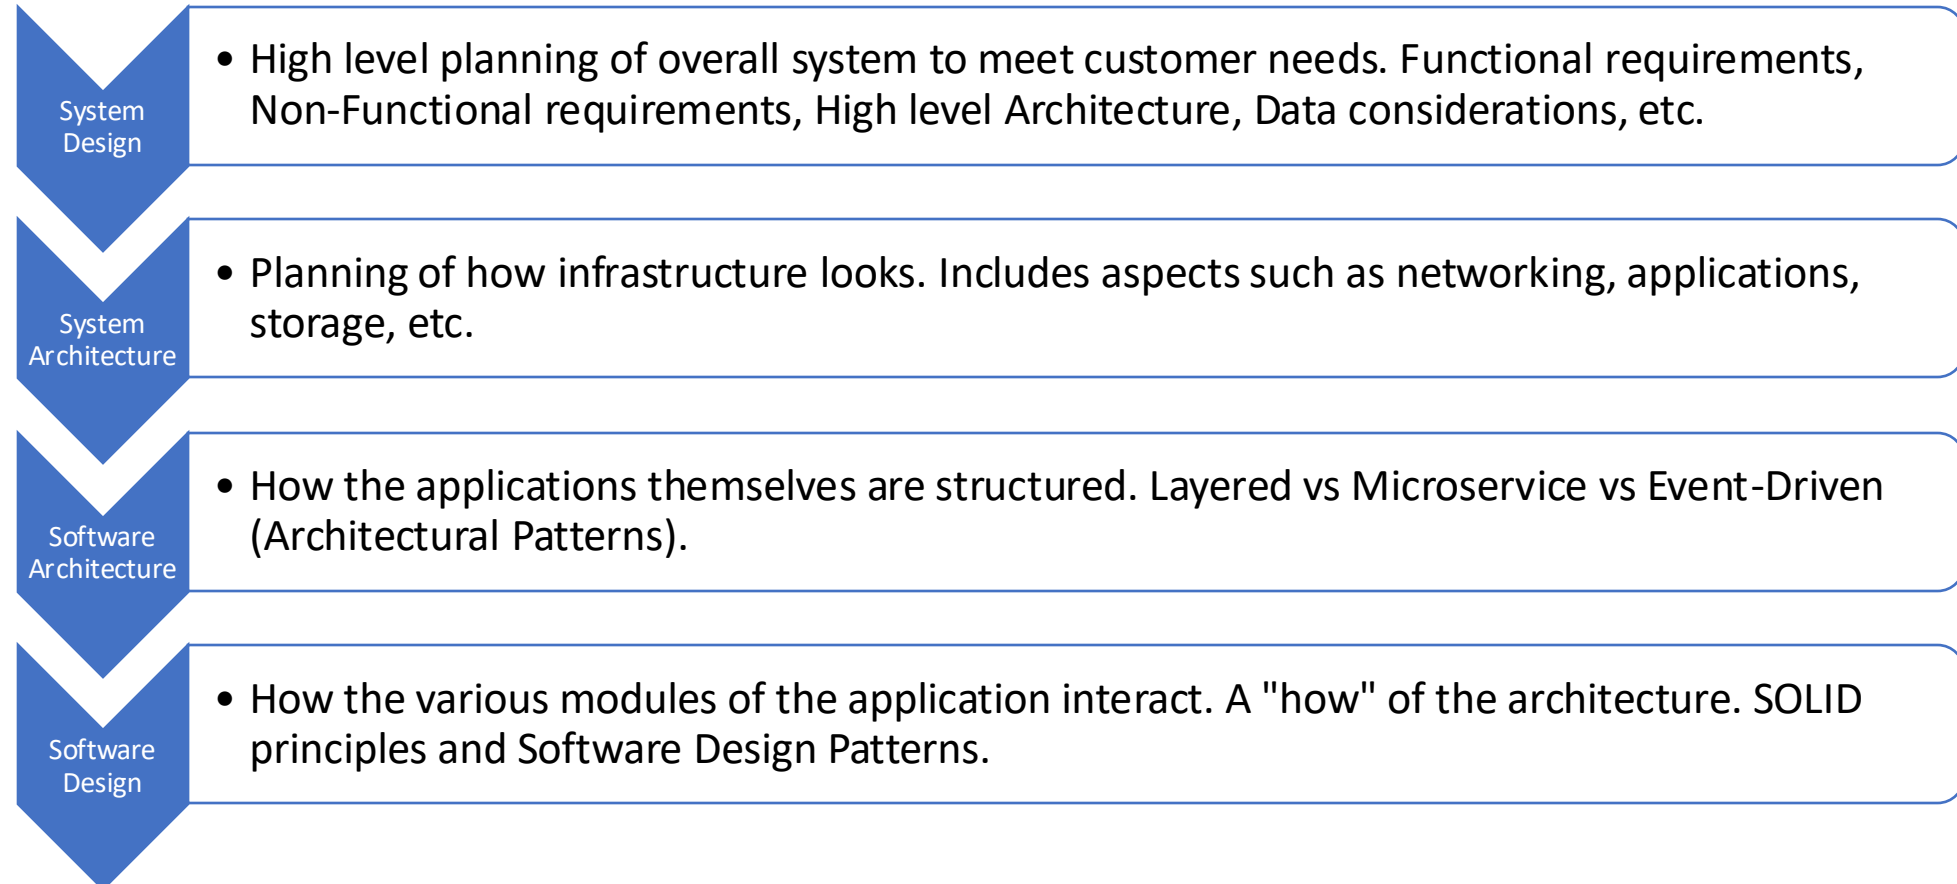 System
Design
• High level planning of overall system to meet customer needs. Functional requirements,
Non-Functional requirements, High level Architecture, Data considerations, etc.
System
Architecture
• Planning of how infrastructure looks. Includes aspects such as networking, applications,
storage, etc.
Software
Architecture
• How the applications themselves are structured. Layered vs Microservice vs Event-Driven
(Architectural Patterns).
Software
Design
• How the various modules of the application interact. A "how" of the architecture. SOLID
principles and Software Design Patterns.